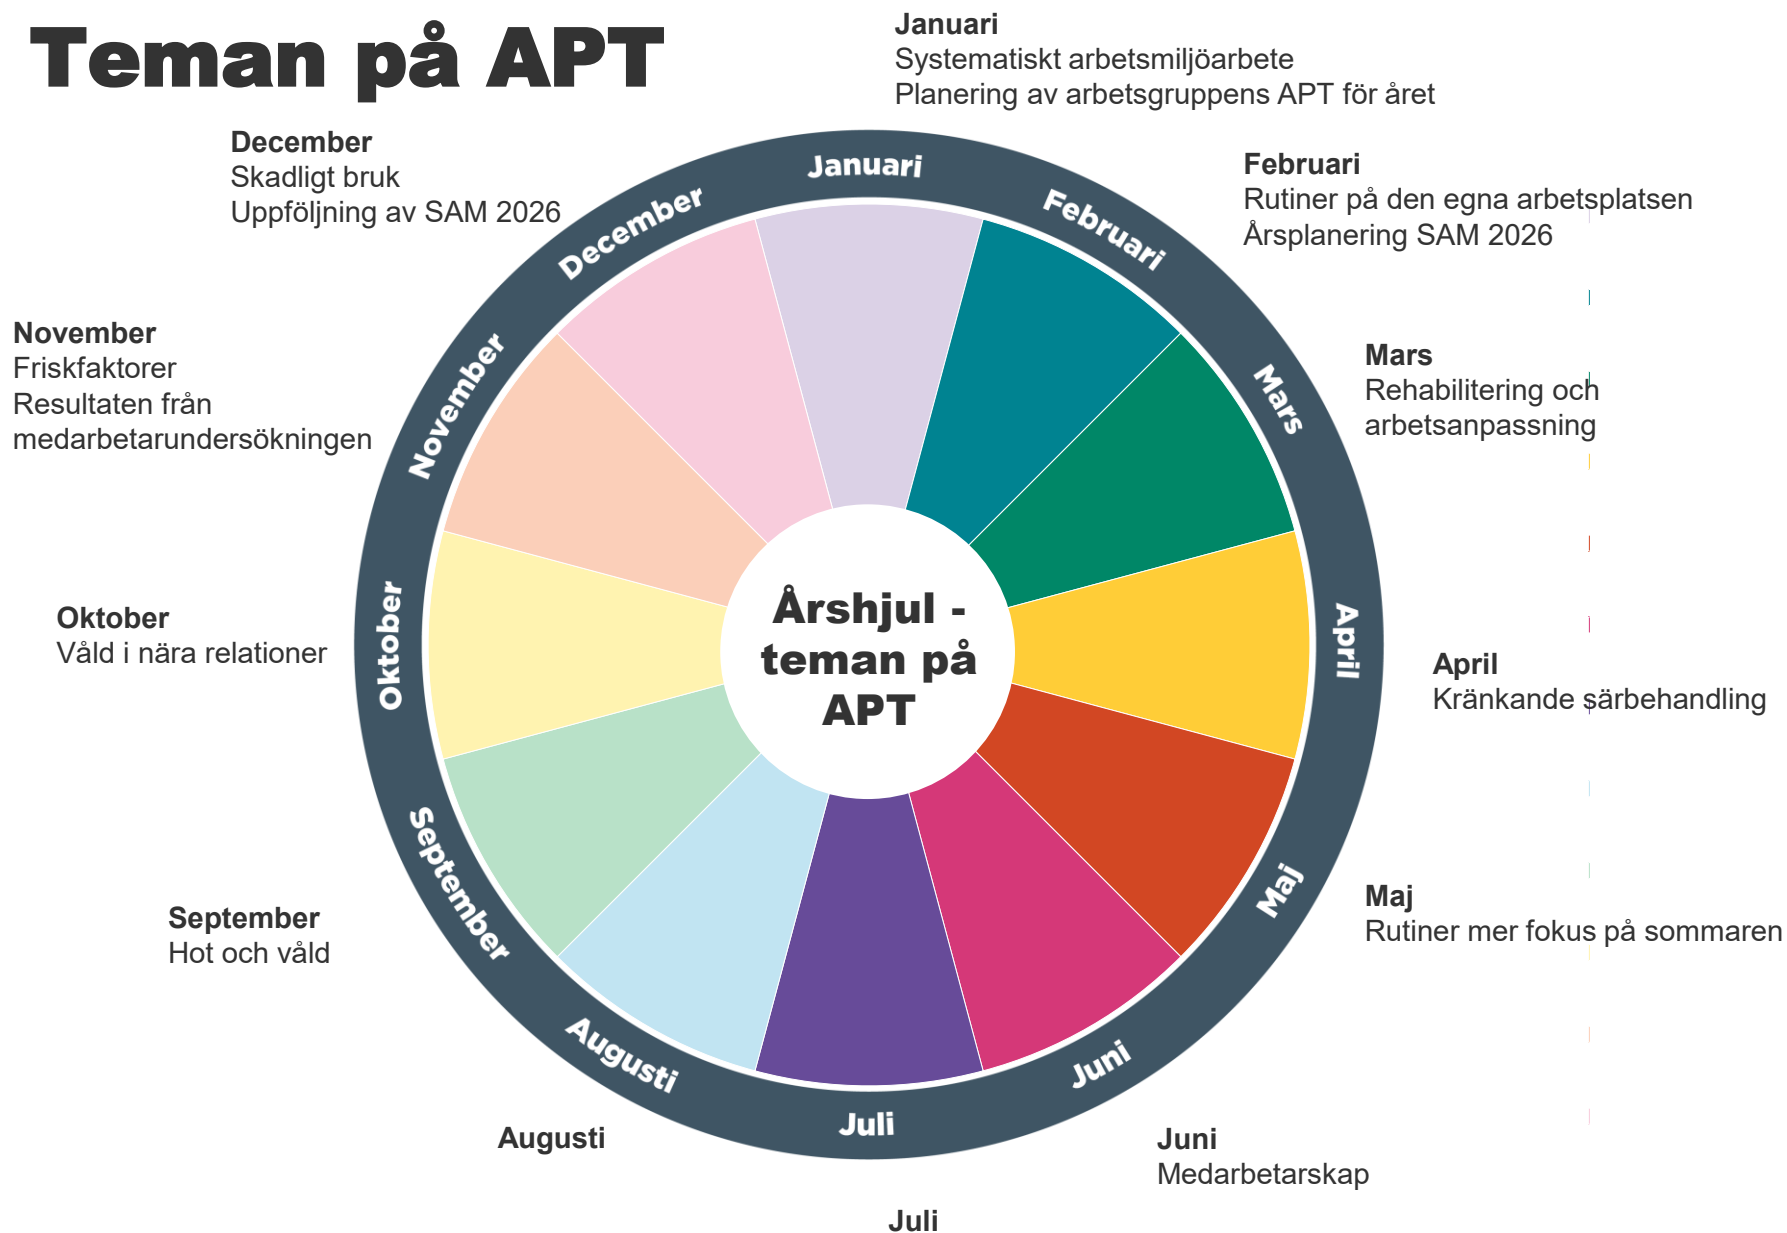 Teman på APT
Januari
Systematiskt arbetsmiljöarbete
Planering av arbetsgruppens APT för året
Februari
Rutiner på den egna arbetsplatsen
Årsplanering SAM 2026
Mars
Rehabilitering och
arbetsanpassning
April
Kränkande särbehandling
Maj
Rutiner mer fokus på sommaren
Juni
Medarbetarskap
Juli
Augusti
September
Hot och våld
Oktober
Våld i nära relationer
November
Friskfaktorer
Resultaten från
medarbetarundersökningen
December
Skadligt bruk
Uppföljning av SAM 2026
Januari
Februari
Mars
April
Maj
Juni
Juli
Augusti
September
Oktober
November
December
Årshjul -
teman på
APT